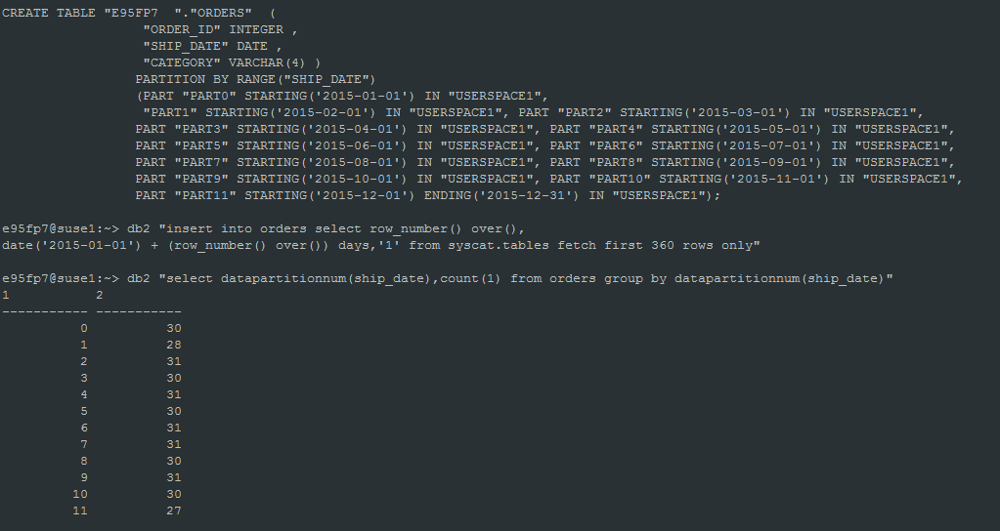 CREATE TABLE "E95FP7  "."ORDERS"  (
"ORDER_ID" INTEGER ,
"SHIP_DATE" DATE ,
"CATEGORY" VARCHAR(4) )
PARTITION BY RANGE("SHIP_DATE")
(PART "PART0" STARTING('2015-01-01') IN "USERSPACE1",
"PART1" STARTING('2015-02-01') IN "USERSPACE1", PART "PART2" STARTING('2015-03-01') IN "USERSPACE1",
PART "PART3" STARTING('2015-04-01') IN "USERSPACE1", PART "PART4" STARTING('2015-05-01') IN "USERSPACE1",
PART "PART5" STARTING('2015-06-01') IN "USERSPACE1", PART "PART6" STARTING('2015-07-01') IN "USERSPACE1",
PART "PART7" STARTING('2015-08-01') IN "USERSPACE1", PART "PART8" STARTING('2015-09-01') IN "USERSPACE1",
PART "PART9" STARTING('2015-10-01') IN "USERSPACE1", PART "PART10" STARTING('2015-11-01') IN "USERSPACE1",
PART "PART11" STARTING('2015-12-01') ENDING('2015-12-31') IN "USERSPACE1");
e95fp7@suse1:~> db2 "insert into orders select row_number() over(),
date('2015-01-01') + (row_number() over()) days,'1' from syscat.tables fetch first 360 rows only"
e95fp7@suse1:~> db2 "select datapartitionnum(ship_date),count(1) from orders group by datapartitionnum(ship_date)"
1           2
----------- -----------
0          30
1          28
2          31
3          30
4          31
5          30
6          31
7          31
8          30
9          31
10          30
11          27